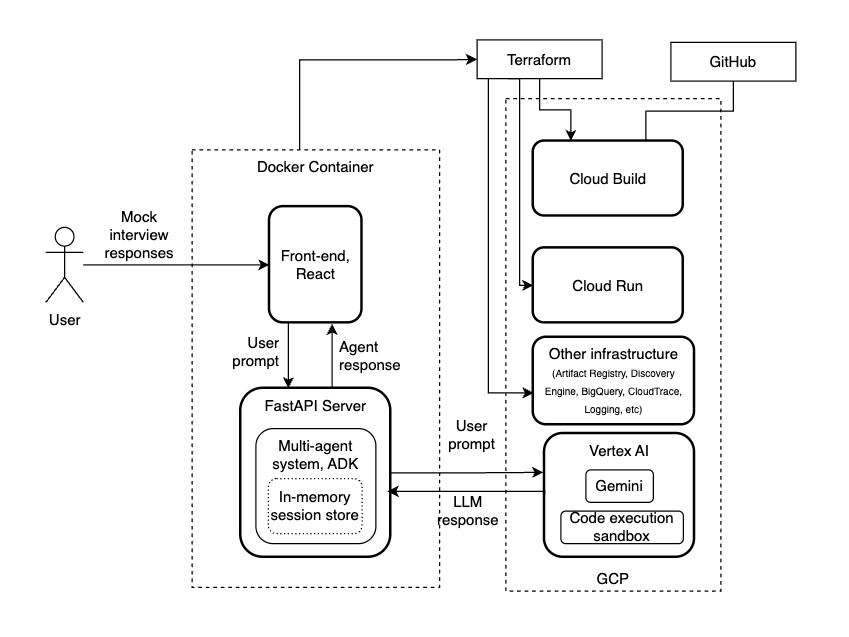 Terraform
GitHub
Docker Container
Cloud Build
Mock
interview
responses
Front-end,
React
Cloud Run
User
User
prompt
Agent
response
Other infrastructure
(Artifact Registry, Discovery
Engine, BigQuery, CloudTrace,
Logging, etc)
FastAPI Server
Multi-agent
system, ADK
In-memory
session store
User
prompt
LLM
response
Vertex AI
Gemini
Code execution
sandbox
GCP